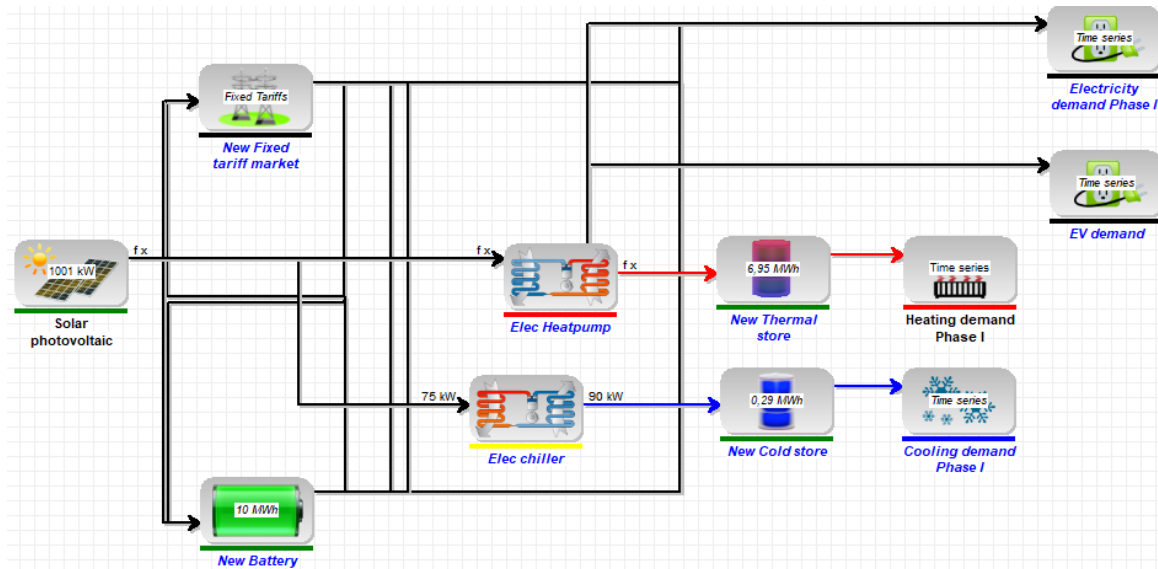 Time series
Electricity
demand Phase I
Fixed Tariffs
New Fixed
tariff market
Time series
EV demand
f x
f x
1001 kW
Solar
photovoltaic
Elec Heatpump
f x
6,95 MWh
New Thermal
store
Time series
Heating demand
Phase I
75 kW
90 kW
Elec chiller
0,29 MWh
New Cold store
Time series
Cooling demand
Phase I
10 MWh
New Battery